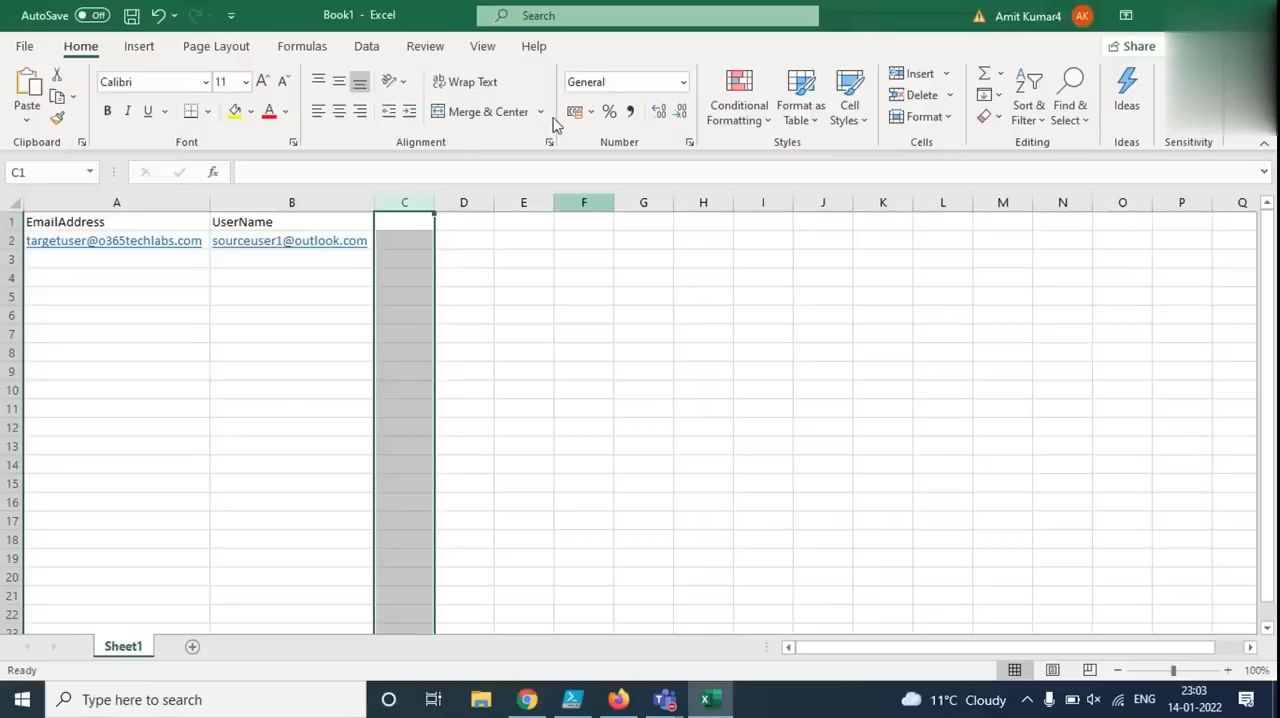 AutoSave Off Book1 - Excel Search Amit Kumar4 AK
File Home Insert Page Layout Formulas Data Review View Help Share
Paste Calibri 11 Wrap Text General Conditional Formatting Format as Table Cell Styles Insert Sort & Filter Find & Select Ideas
B I U Merge & Center % Delete
Format
Clipboard Font Alignment Number Styles Cells Editing Ideas Sensitivity
C1 fx
A B C D E F G H I J K L M N O P Q
1 EmailAddress UserName
2 targetuser@o365techlabs.com sourceuser1@outlook.com
3
4
5
6
7
8
9
10
11
12
13
14
15
16
17
18
19
20
21
22
23
Sheet1
Ready 100%
Type here to search 11°C Cloudy ENG 23:03
14-01-2022